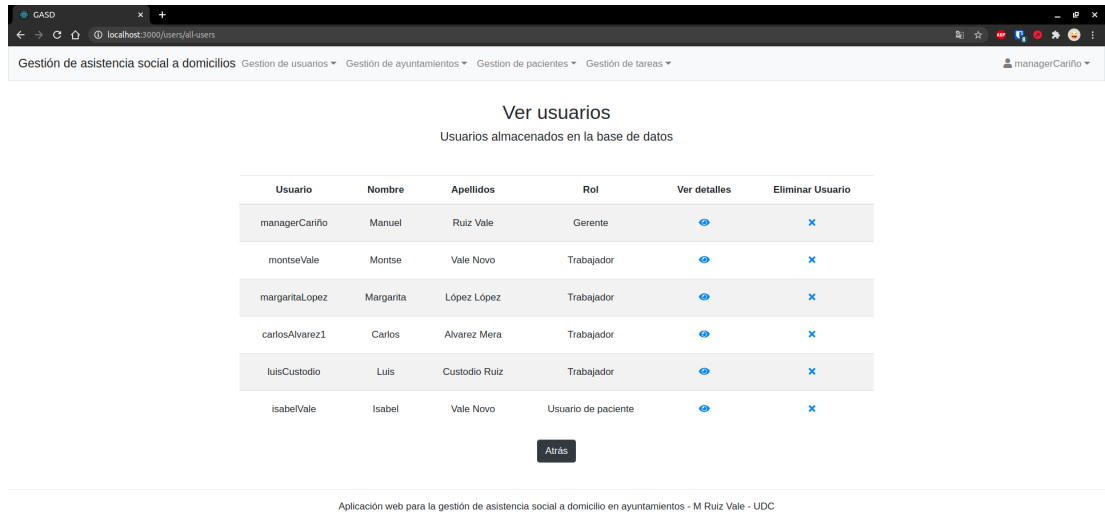 GASD
localhost:3000/users/all-users
Gestión de asistencia social a domicilios Gestion de usuarios Gestión de ayuntamientos Gestion de pacientes Gestión de tareas managerCariño
Ver usuarios
Usuarios almacenados en la base de datos
Usuario Nombre Apellidos Rol Ver detalles Eliminar Usuario
managerCariño Manuel Ruiz Vale Gerente
montseVale Montse Vale Novo Trabajador
margaritaLopez Margarita López López Trabajador
carlosAlvarez1 Carlos Alvarez Mera Trabajador
luisCustodio Luis Custodio Ruiz Trabajador
isabelVale Isabel Vale Novo Usuario de paciente
Atrás
Aplicación web para la gestión de asistencia social a domicilio en ayuntamientos - M Ruiz Vale - UDC